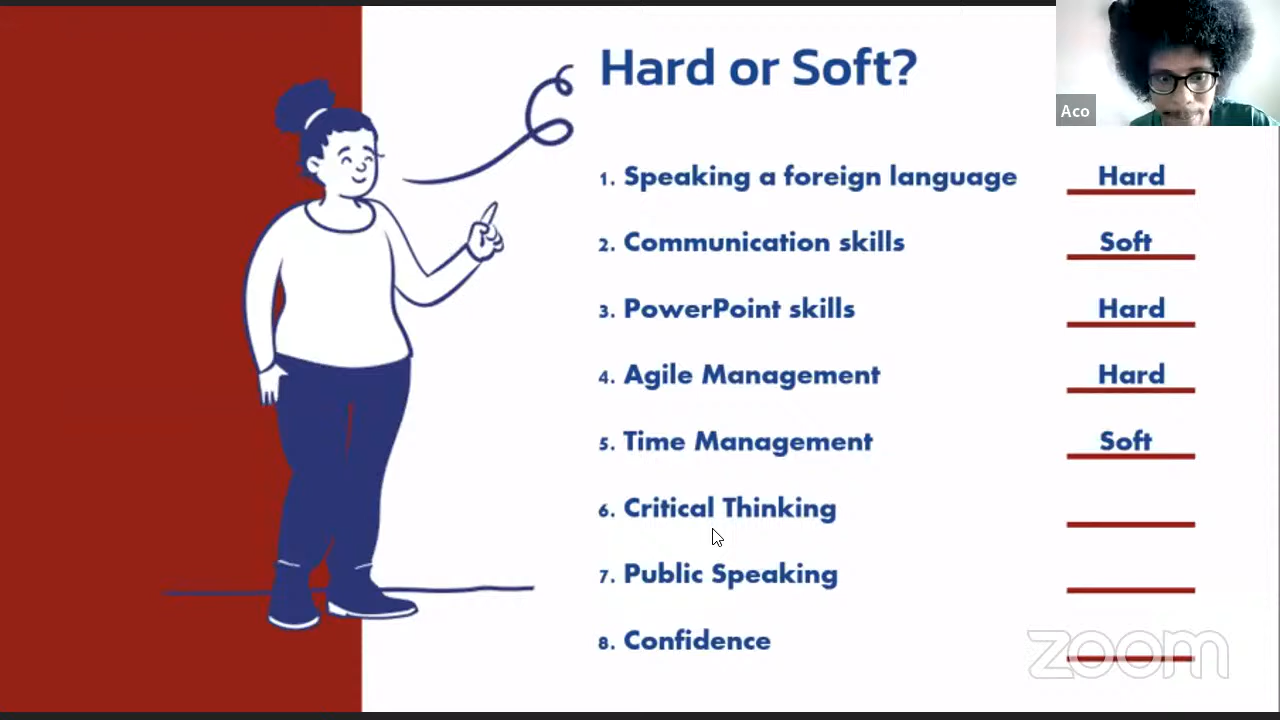 Hard or Soft?
Aco
1. Speaking a foreign language Hard
2. Communication skills Soft
3. PowerPoint skills Hard
4. Agile Management Hard
5. Time Management Soft
6. Critical Thinking
7. Public Speaking
8. Confidence
zoom